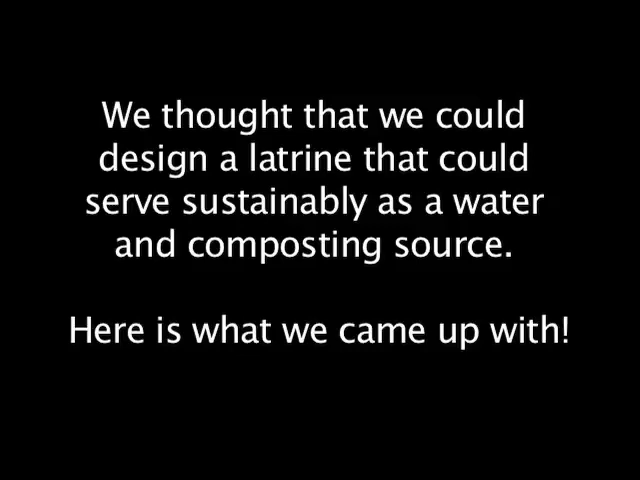 We thought that we could
design a latrine that could
serve sustainably as a water
and composting source.
Here is what we came up with!